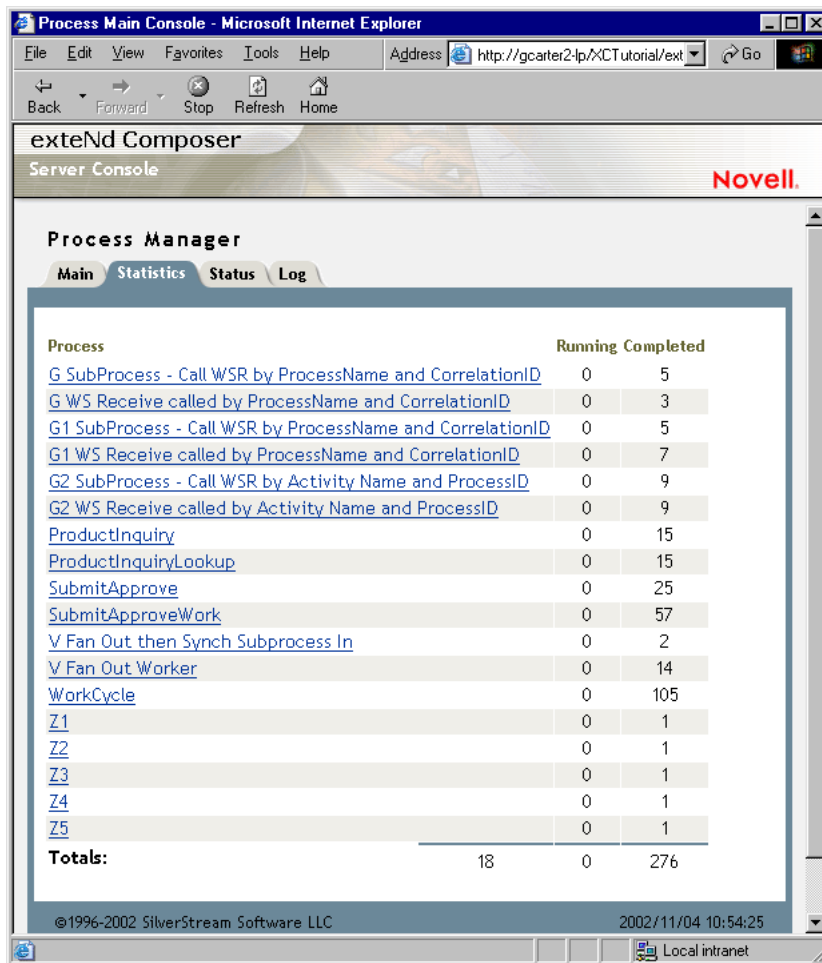 Process Main Console - Microsoft Internet Explorer
File Edit View Favorites Tools Help Address http://gcarter2-lp/XCTutorial/ext Go
Back Forward Stop Refresh Home
exteNd Composer
Server Console
Novell.
Process Manager
Main Statistics Status Log
Process Running Completed
G SubProcess - Call WSR by ProcessName and CorrelationID 0 5
G WS Receive called by ProcessName and CorrelationID 0 3
G1 SubProcess - Call WSR by ProcessName and CorrelationID 0 5
G1 WS Receive called by ProcessName and CorrelationID 0 7
G2 SubProcess - Call WSR by Activity Name and ProcessID 0 9
G2 WS Receive called by Activity Name and ProcessID 0 9
ProductInquiry 0 15
ProductInquiryLookup 0 15
SubmitApprove 0 25
SubmitApproveWork 0 57
V Fan Out then Synch Subprocess In 0 2
V Fan Out Worker 0 14
WorkCycle 0 105
Z1 0 1
Z2 0 1
Z3 0 1
Z4 0 1
Z5 0 1
Totals: 18 0 276
©1996-2002 SilverStream Software LLC 2002/11/04 10:54:25
Local intranet